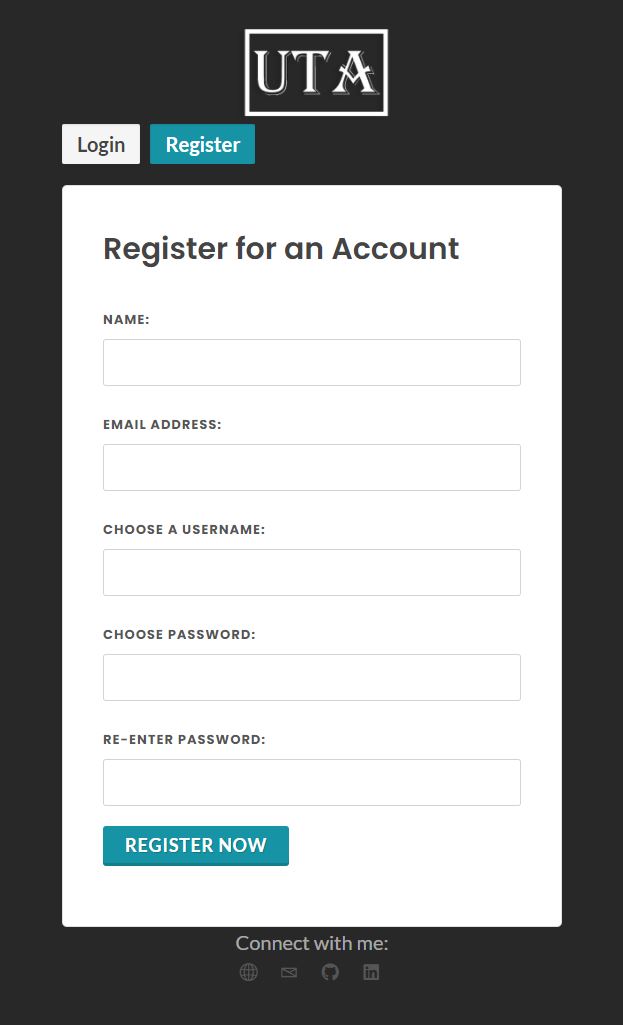 UTA
Login Register
Register for an Account
NAME:
EMAIL ADDRESS:
CHOOSE A USERNAME:
CHOOSE PASSWORD:
RE-ENTER PASSWORD:
REGISTER NOW
Connect with me: